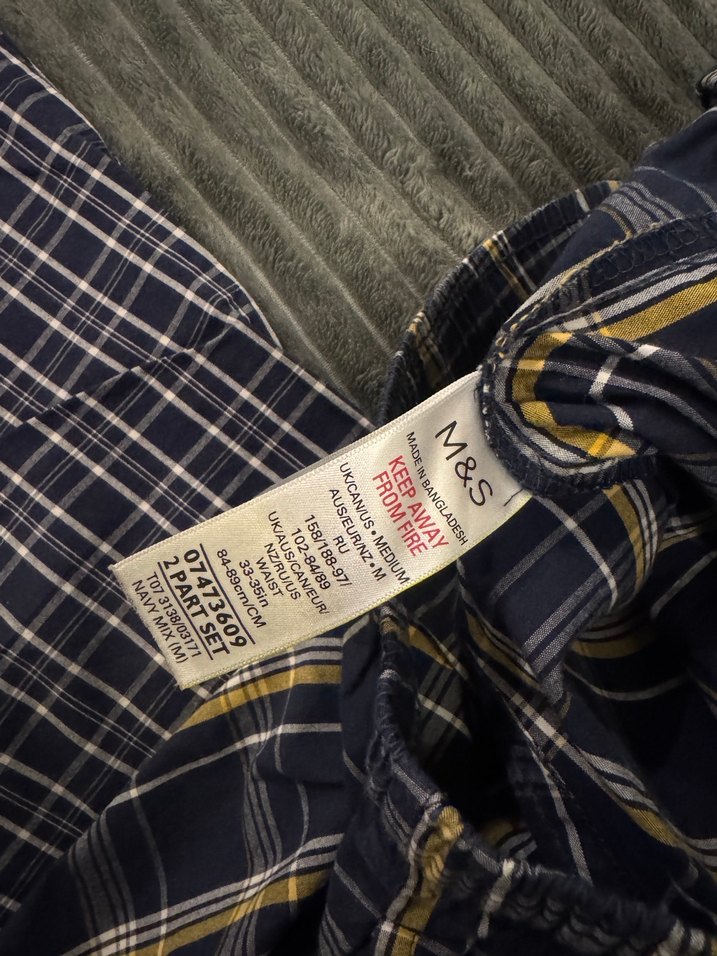 M&S
MADE IN BANGLADESH
KEEP AWAY
FROM FIRE
UK/CAN/US • MEDIUM
AUS/EUR/NZ • M
RU
158/188-97/
102-84/89
UK/AUS/CAN/EUR/
NZ/RU/US
WAIST
33-35in
84-89cm/CM
07473609
2 PART SET
T07 3138/03171
NAVY MIX (M)